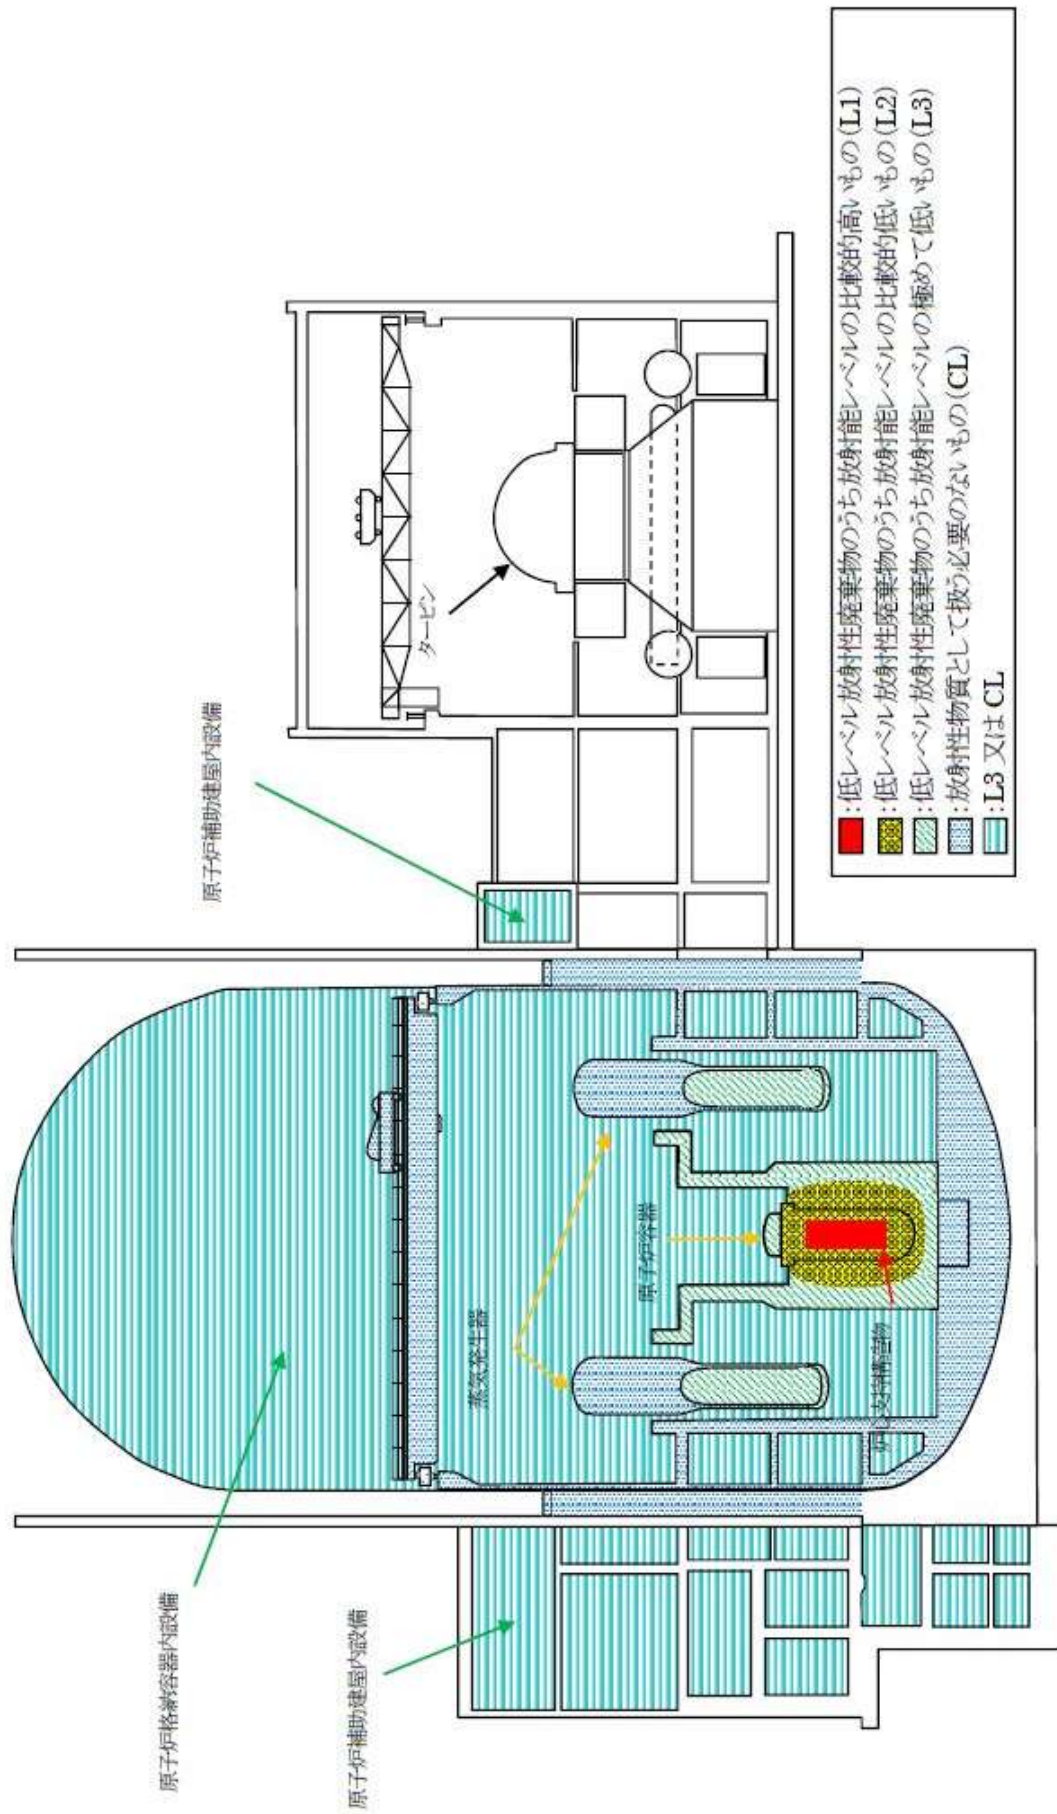 原子炉格納容器内設備
原子炉補助建屋内設備
蒸気発生器
原子炉容器
炉心支持構造物
原子炉補助建屋内設備
タービン
:低レベル放射性廃棄物のうち放射能レベルの比較的高いもの(L1)
:低レベル放射性廃棄物のうち放射能レベルの比較的低いもの(L2)
:低レベル放射性廃棄物のうち放射能レベルの極めて低いもの(L3)
:放射性物質として扱う必要のないもの(CL)
:L3 又は CL